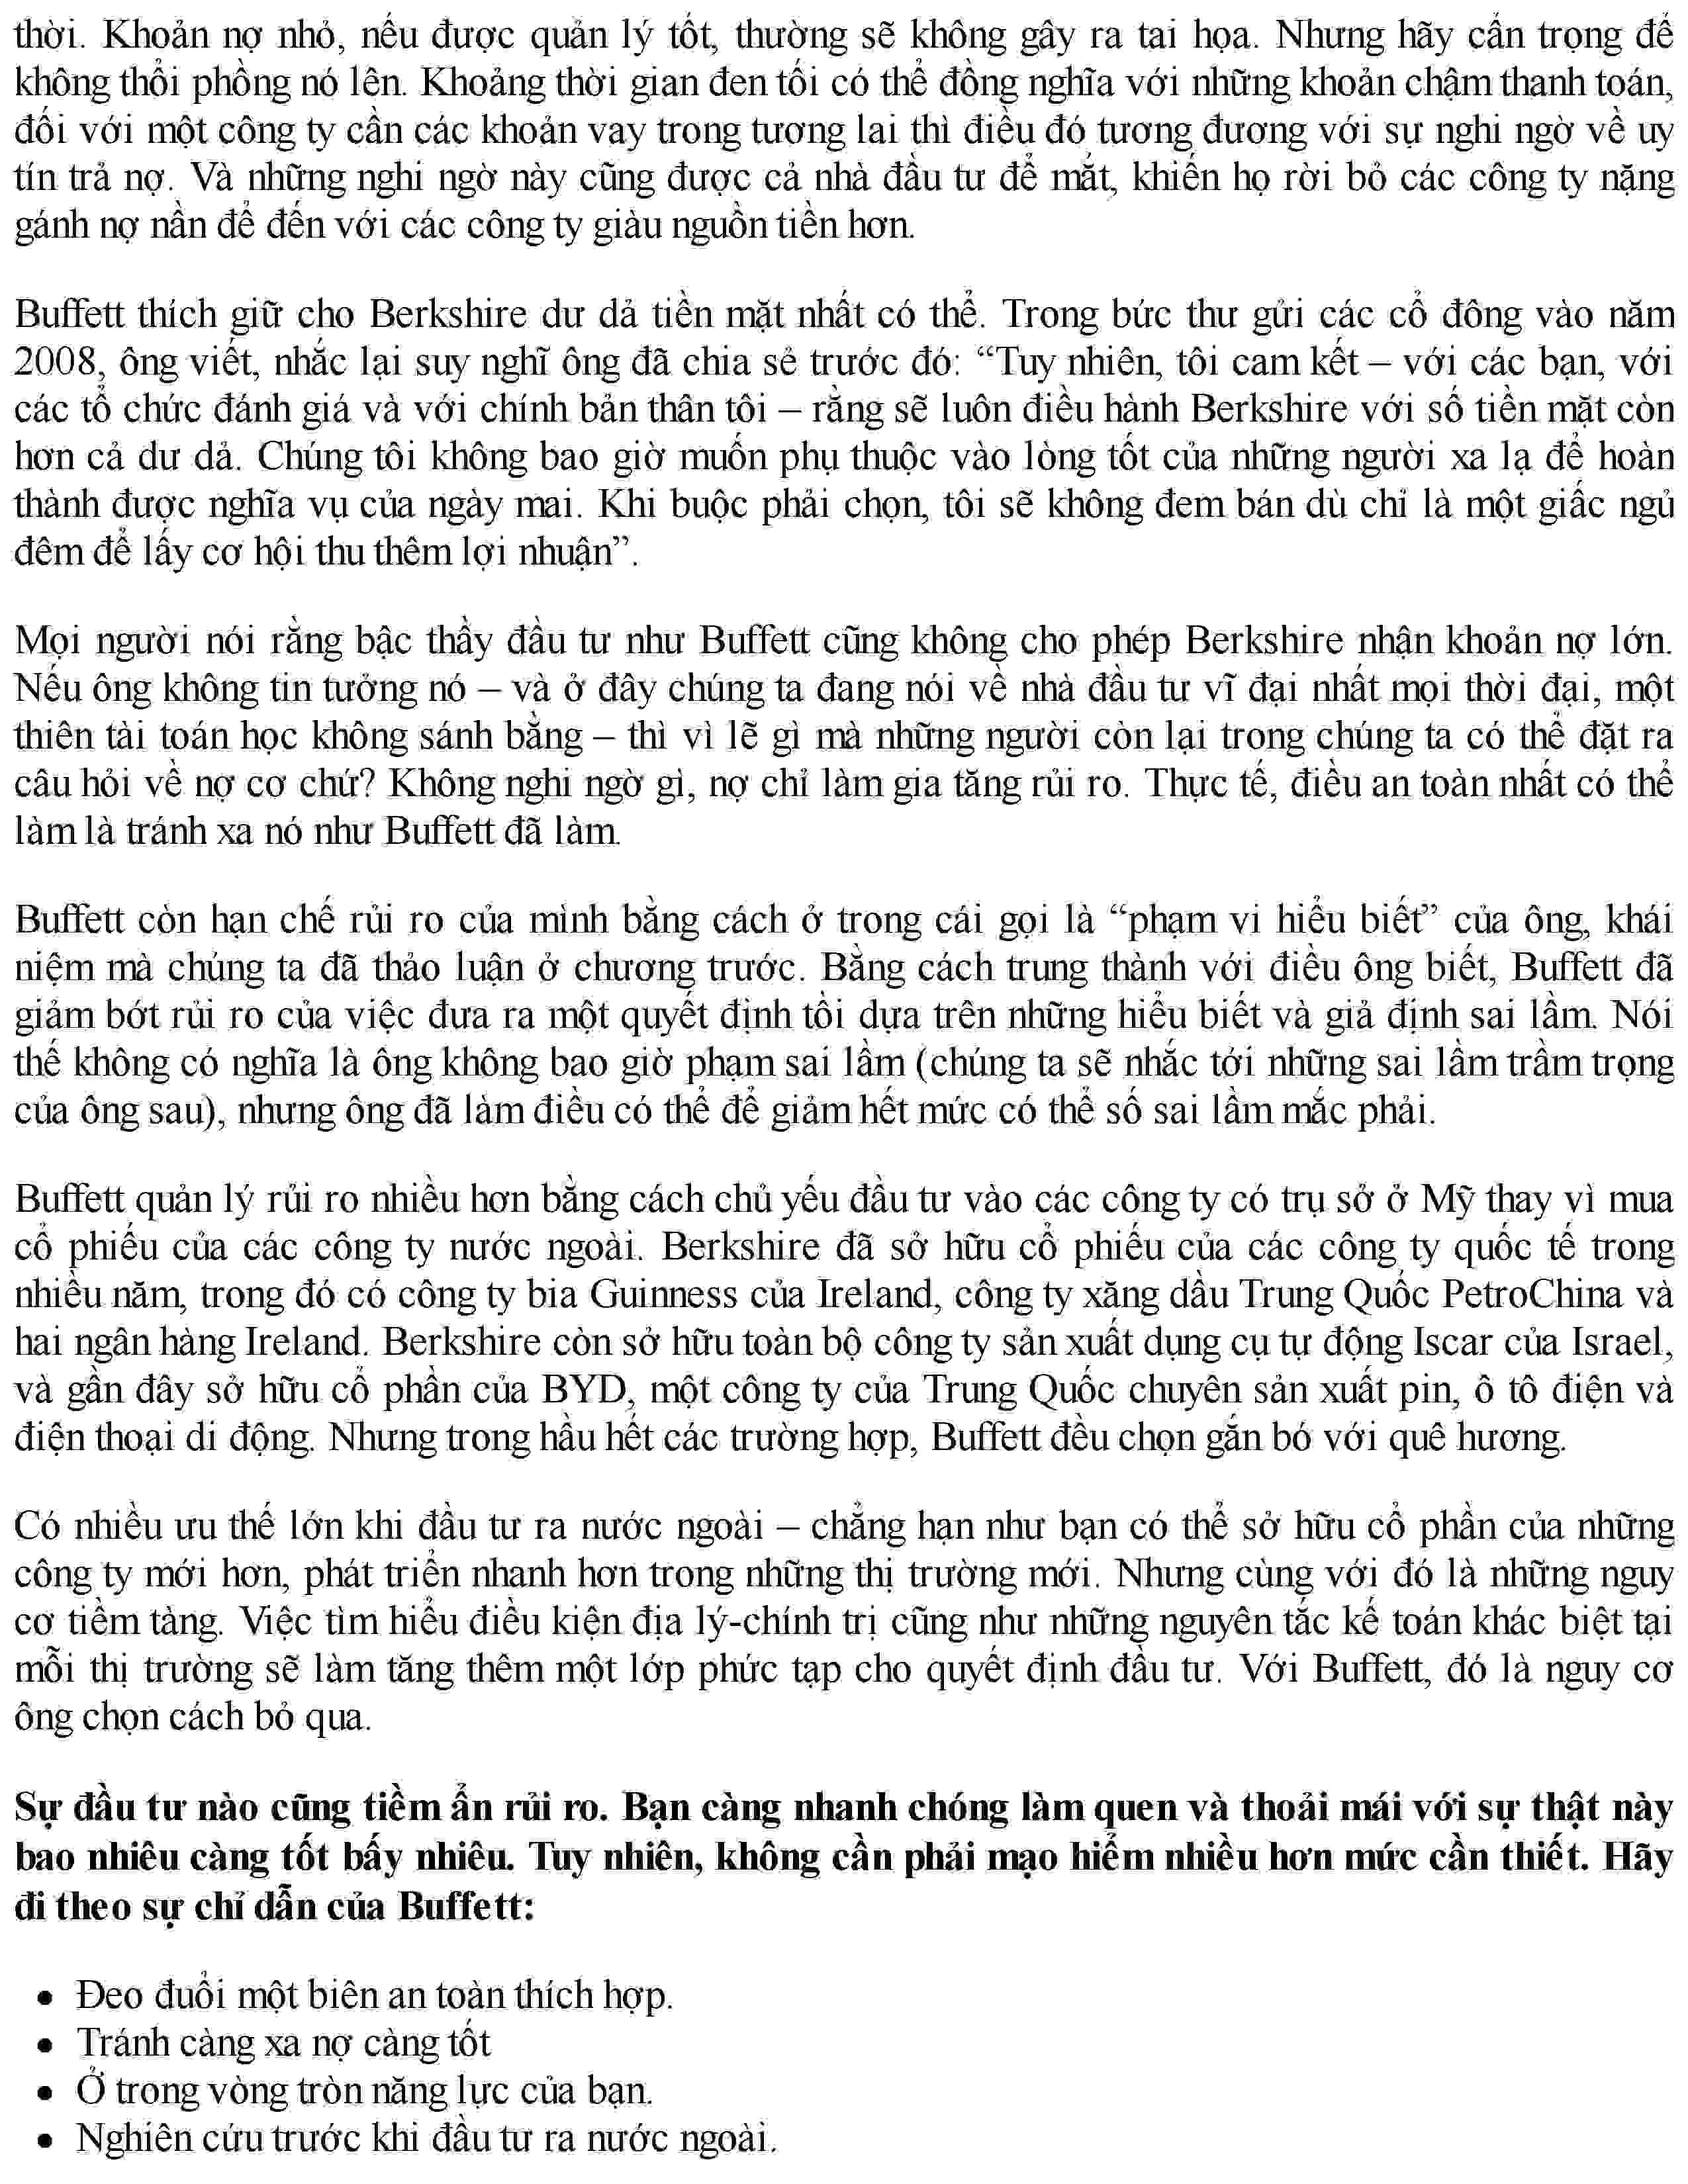 thời. Khoản nợ nhỏ, nếu được quản lý tốt, thường sẽ không gây ra tai họa. Nhưng hãy cẩn trọng để
không thổi phồng nó lên. Khoảng thời gian đen tối có thể đồng nghĩa với những khoản chậm thanh toán,
đối với một công ty cần các khoản vay trong tương lai thì điều đó tương đương với sự nghi ngờ về uy
tín trả nợ. Và những nghi ngờ này cũng được cả nhà đầu tư để mắt, khiến họ rời bỏ các công ty nặng
gánh nợ nần để đến với các công ty giàu nguồn tiền hơn.
Buffett thích giữ cho Berkshire dư dả tiền mặt nhất có thể. Trong bức thư gửi các cổ đông vào năm
2008, ông viết, nhắc lại suy nghĩ ông đã chia sẻ trước đó: “Tuy nhiên, tôi cam kết – với các bạn, với
các tổ chức đánh giá và với chính bản thân tôi – rằng sẽ luôn điều hành Berkshire với số tiền mặt còn
hơn cả dư dả. Chúng tôi không bao giờ muốn phụ thuộc vào lòng tốt của những người xa lạ để hoàn
thành được nghĩa vụ của ngày mai. Khi buộc phải chọn, tôi sẽ không đem bán dù chỉ là một giấc ngủ
đêm để lấy cơ hội thu thêm lợi nhuận”.
Mọi người nói rằng bậc thầy đầu tư như Buffett cũng không cho phép Berkshire nhận khoản nợ lớn.
Nếu ông không tin tưởng nó – và ở đây chúng ta đang nói về nhà đầu tư vĩ đại nhất mọi thời đại, một
thiên tài toán học không sánh bằng – thì vì lẽ gì mà những người còn lại trong chúng ta có thể đặt ra
câu hỏi về nợ cơ chứ? Không nghi ngờ gì, nợ chỉ làm gia tăng rủi ro. Thực tế, điều an toàn nhất có thể
làm là tránh xa nó như Buffett đã làm.
Buffett còn hạn chế rủi ro của mình bằng cách ở trong cái gọi là “phạm vi hiểu biết” của ông, khái
niệm mà chúng ta đã thảo luận ở chương trước. Bằng cách trung thành với điều ông biết, Buffett đã
giảm bớt rủi ro của việc đưa ra một quyết định tồi dựa trên những hiểu biết và giả định sai lầm. Nói
thế không có nghĩa là ông không bao giờ phạm sai lầm (chúng ta sẽ nhắc tới những sai lầm trầm trọng
của ông sau), nhưng ông đã làm điều có thể để giảm hết mức có thể số sai lầm mắc phải.
Buffett quản lý rủi ro nhiều hơn bằng cách chủ yếu đầu tư vào các công ty có trụ sở ở Mỹ thay vì mua
cổ phiếu của các công ty nước ngoài. Berkshire đã sở hữu cổ phiếu của các công ty quốc tế trong
nhiều năm, trong đó có công ty bia Guinness của Ireland, công ty xăng dầu Trung Quốc PetroChina và
hai ngân hàng Ireland. Berkshire còn sở hữu toàn bộ công ty sản xuất dụng cụ tự động Iscar của Israel,
và gần đây sở hữu cổ phần của BYD, một công ty của Trung Quốc chuyên sản xuất pin, ô tô điện và
điện thoại di động. Nhưng trong hầu hết các trường hợp, Buffett đều chọn gắn bó với quê hương.
Có nhiều ưu thế lớn khi đầu tư ra nước ngoài – chẳng hạn như bạn có thể sở hữu cổ phần của những
công ty mới hơn, phát triển nhanh hơn trong những thị trường mới. Nhưng cùng với đó là những nguy
cơ tiềm tàng. Việc tìm hiểu điều kiện địa lý-chính trị cũng như những nguyên tắc kế toán khác biệt tại
mỗi thị trường sẽ làm tăng thêm một lớp phức tạp cho quyết định đầu tư. Với Buffett, đó là nguy cơ
ông chọn cách bỏ qua.
Sự đầu tư nào cũng tiềm ẩn rủi ro. Bạn càng nhanh chóng làm quen và thoải mái với sự thật này
bao nhiêu càng tốt bấy nhiêu. Tuy nhiên, không cần phải mạo hiểm nhiều hơn mức cần thiết. Hãy
đi theo sự chỉ dẫn của Buffett:
• Đeo đuổi một biên an toàn thích hợp.
• Tránh càng xa nợ càng tốt
• Ở trong vòng tròn năng lực của bạn.
• Nghiên cứu trước khi đầu tư ra nước ngoài.